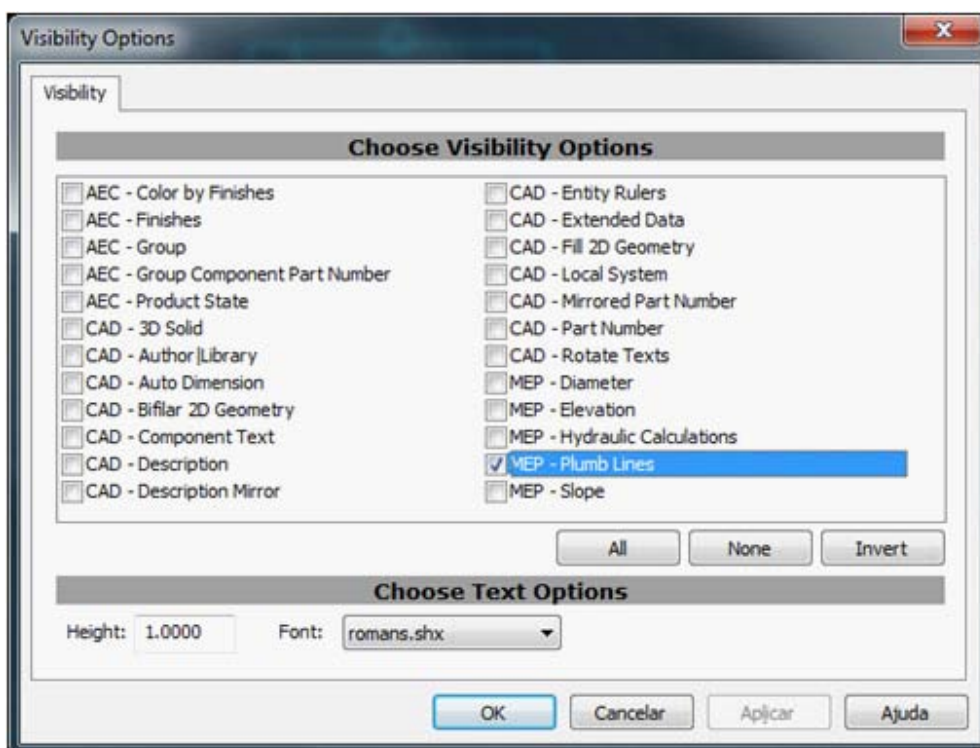 Visibility Options
Visibility
Choose Visibility Options
AEC - Color by Finishes
AEC - Finishes
AEC - Group
AEC - Group Component Part Number
AEC - Product State
CAD - 3D Solid
CAD - Author|Library
CAD - Auto Dimension
CAD - Bifilar 2D Geometry
CAD - Component Text
CAD - Description
CAD - Description Mirror
CAD - Entity Rulers
CAD - Extended Data
CAD - Fill 2D Geometry
CAD - Local System
CAD - Mirrored Part Number
CAD - Part Number
CAD - Rotate Texts
MEP - Diameter
MEP - Elevation
MEP - Hydraulic Calculations
MEP - Plumb Lines
MEP - Slope
All None Invert
Choose Text Options
Height: 1.0000 Font: romans.shx
OK Cancelar Aplicar Ajuda